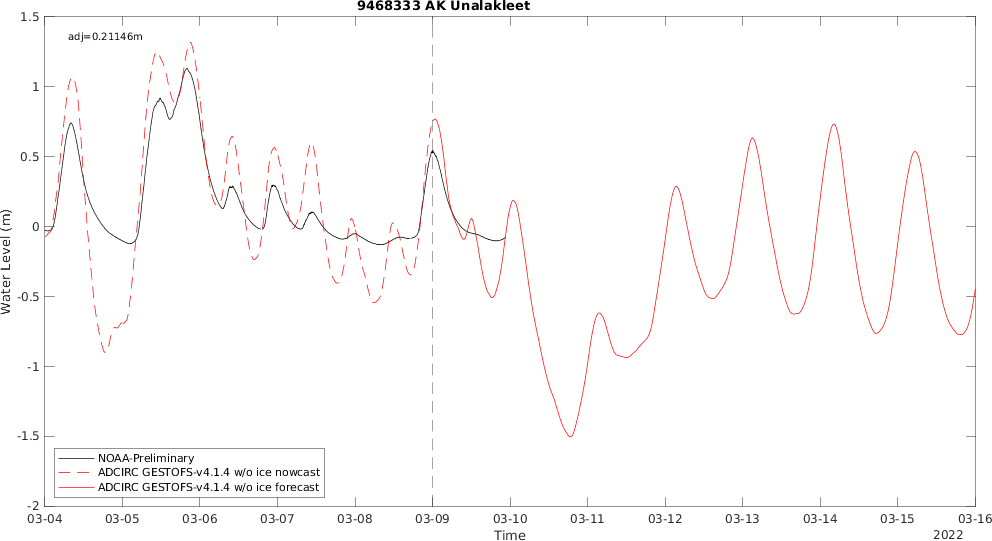 9468333 AK Unalakleet
adj=0.21146m
Water Level (m)
1.5
1
0.5
0
-0.5
-1
-1.5
-2
NOAA-Preliminary
ADCIRC GESTOFS-v4.1.4 w/o ice nowcast
ADCIRC GESTOFS-v4.1.4 w/o ice forecast
03-04 03-05 03-06 03-07 03-08 03-09 03-10 03-11 03-12 03-13 03-14 03-15 03-16
Time
2022